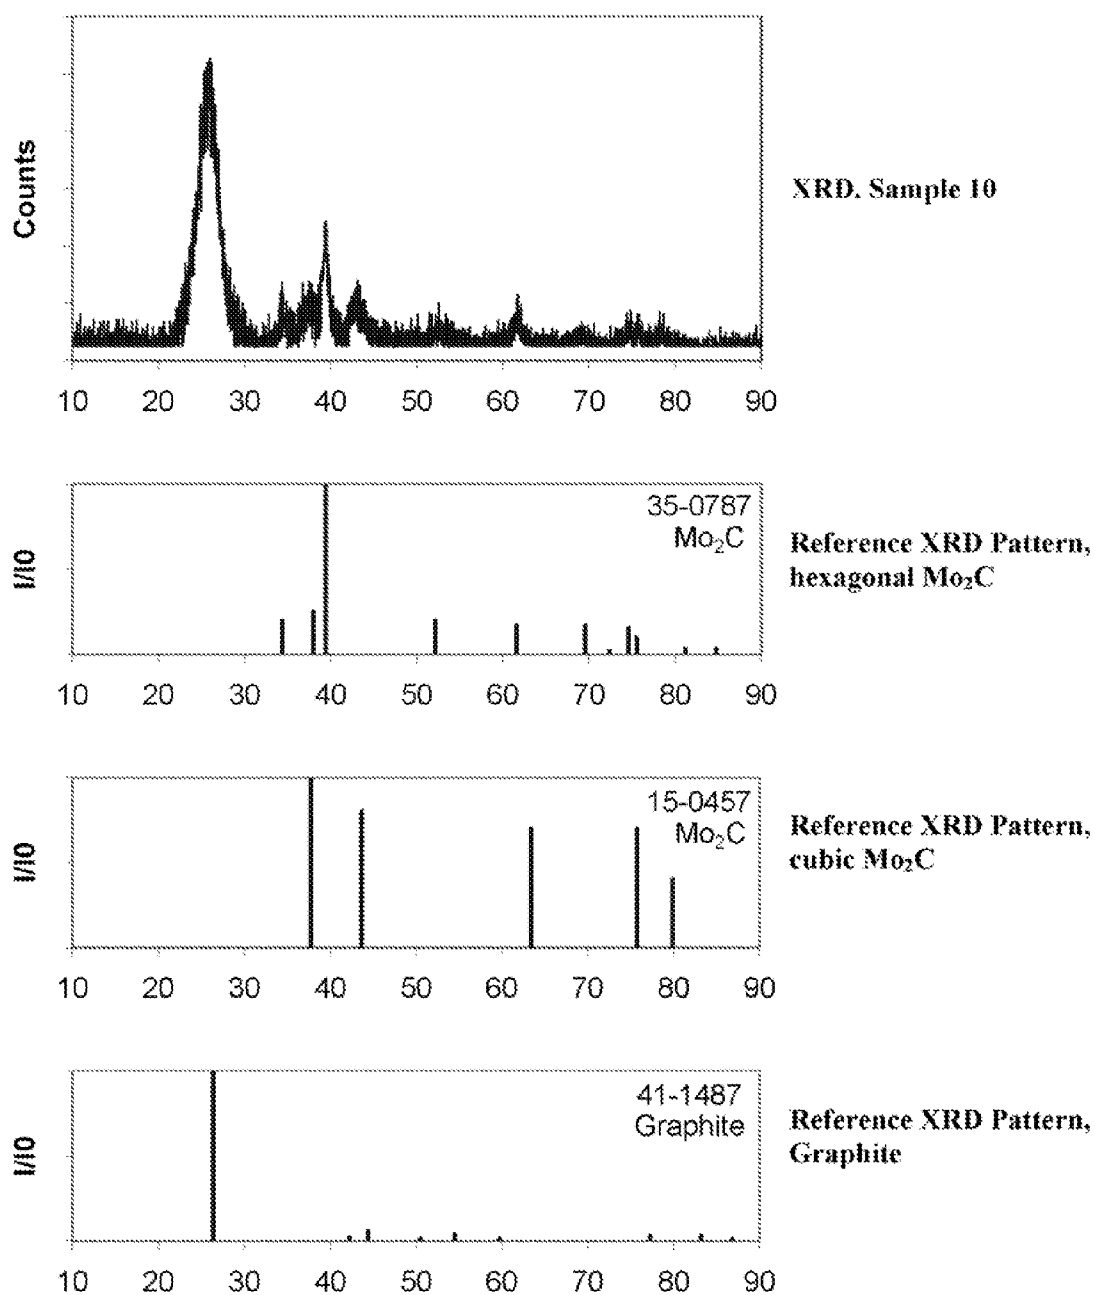 Counts
XRD. Sample 10
10 20 30 40 50 60 70 80 90
I/I0
35-0787
Mo₂C
Reference XRD Pattern,
hexagonal Mo₂C
10 20 30 40 50 60 70 80 90
I/I0
15-0457
Mo₂C
Reference XRD Pattern,
cubic Mo₂C
10 20 30 40 50 60 70 80 90
I/I0
41-1487
Graphite
Reference XRD Pattern,
Graphite
10 20 30 40 50 60 70 80 90